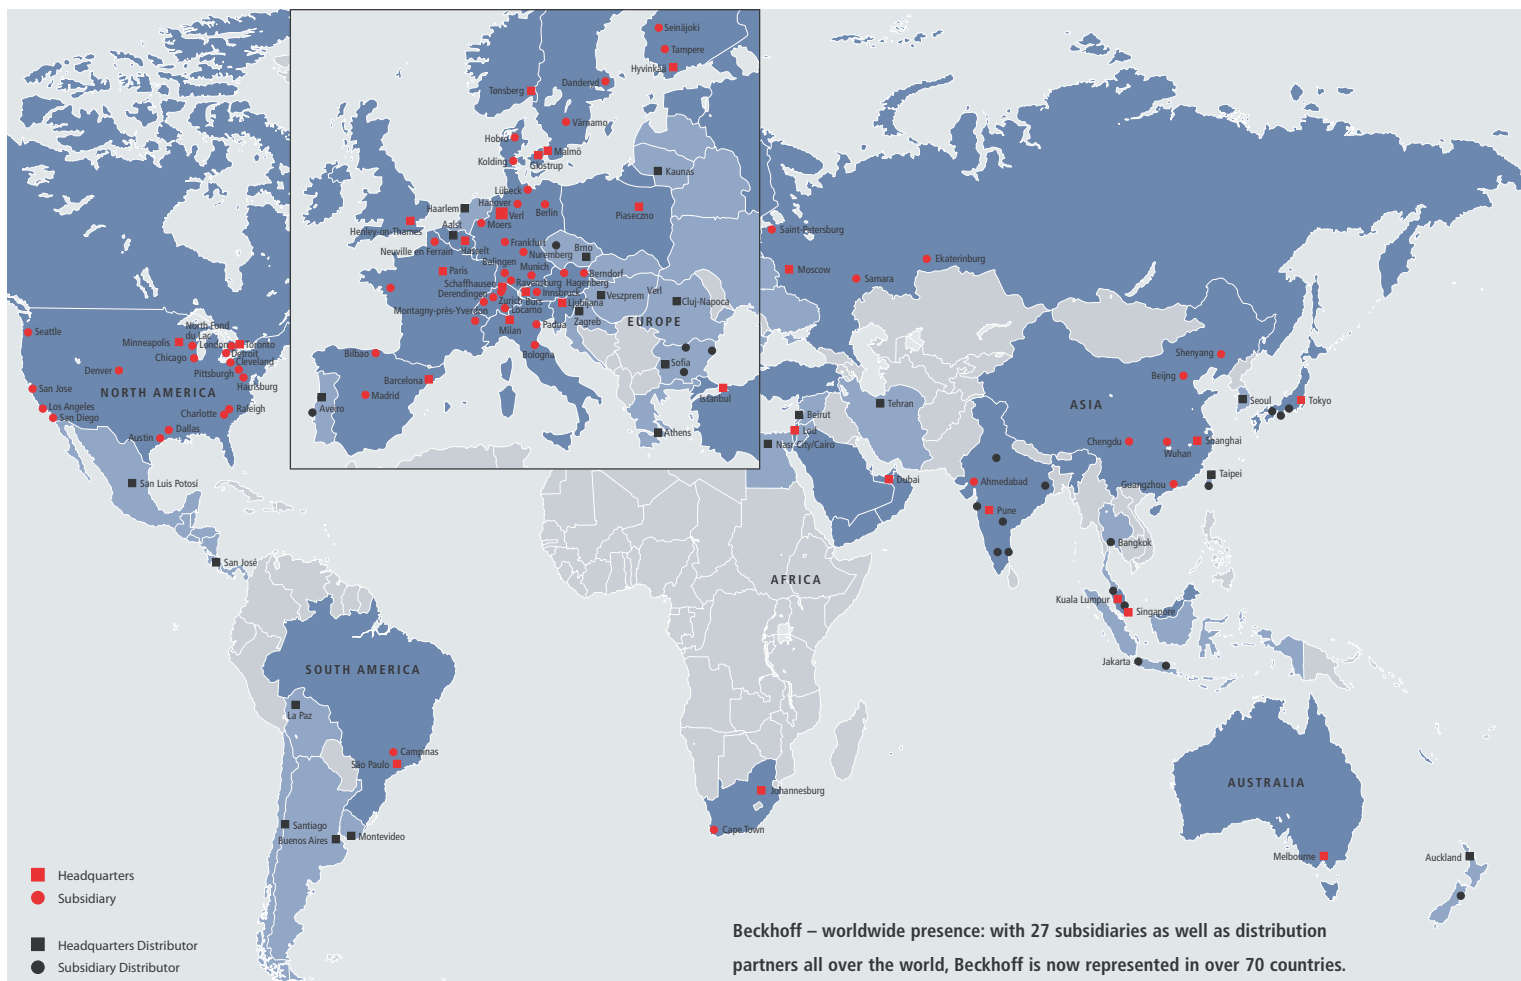 Seinäjoki
Tampere
Hyvinkää
Dandervd
Tønsberg
Värnamo
Hobro
Malmö
Kolding
Glostrup
Kaunas
Lübeck
Hanover
Haarlem
Verl
Berlin
Piaseczno
Henley-on-Thames
Aalst
Moers
Neuville en Ferrain
Hasselt
Frankfurt
Nuremberg
Brno
Balingen
Munich
Paris
Berndorf
Schaffhausen
Ravensburg
Hagenberg
Derendingen
Innsbruck
Verl
Veszprem
Zurich
Bürs
Ljubljana
Cluj-Napoca
Montagny-près-Yverdon
Locarno
Zagreb
EUROPE
Milan
Padua
Bologna
Bilbao
Sofia
Barcelona
Madrid
Istanbul
Aveiro
Athens
Seattle
North Fond
du Lac
Minneapolis
London
Toronto
Chicago
Detroit
Cleveland
Denver
Pittsburgh
Harrisburg
San Jose
NORTH AMERICA
Los Angeles
San Diego
Charlotte
Raleigh
Dallas
Austin
San Luis Potosí
San José
SOUTH AMERICA
La Paz
Campinas
São Paulo
Santiago
Buenos Aires
Montevideo
Saint-Petersburg
Moscow
Ekaterinburg
Samara
Shenyang
Beijng
Tehran
ASIA
Seoul
Tokyo
Beirut
Lod
Nasr City/Cairo
Chengdu
Wuhan
Shanghai
Dubai
Ahmedabad
Guangzhou
Taipei
Pune
Bangkok
AFRICA
Kuala Lumpur
Singapore
Jakarta
Johannesburg
Cape Town
AUSTRALIA
Melbourne
Auckland
Headquarters
Subsidiary
Headquarters Distributor
Subsidiary Distributor
Beckhoff – worldwide presence: with 27 subsidiaries as well as distribution
partners all over the world, Beckhoff is now represented in over 70 countries.